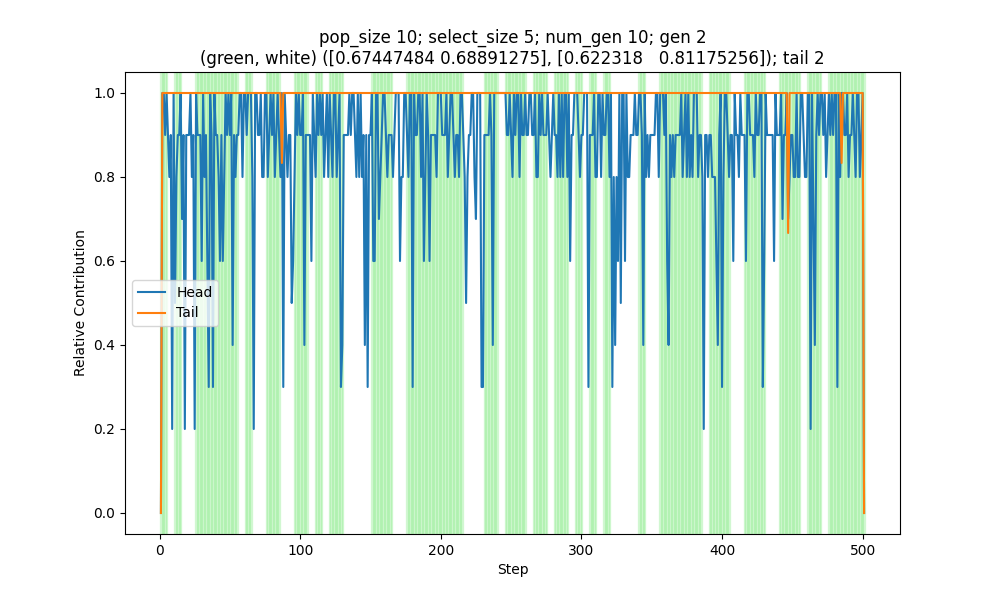 pop_size 10; select_size 5; num_gen 10; gen 2
(green, white) ([0.67447484 0.68891275], [0.622318   0.81175256]); tail 2
1.0
0.8
0.6
0.4
0.2
0.0
Relative Contribution
Head
Tail
0
100
200
300
400
500
Step